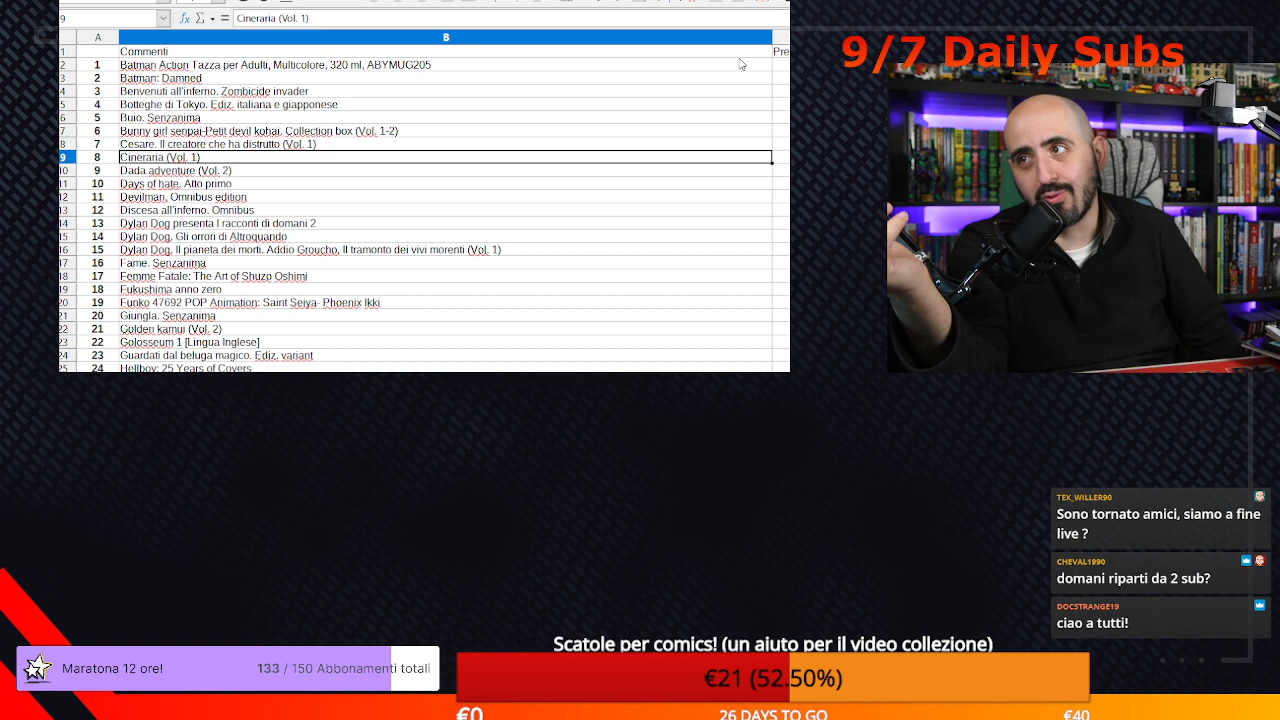 9
Cineraria (Vol. 1)
A
B
1 Commenti Pre
2 1 Batman Action Tazza per Adulti, Multicolore, 320 ml, ABYMUG205
3 2 Batman: Damned
4 3 Benvenuti all'inferno. Zombicide invader
5 4 Botteghe di Tokyo. Ediz. italiana e giapponese
6 5 Buio. Senzanima
7 6 Bunny girl senpai-Petit devil kohai. Collection box (Vol. 1-2)
8 7 Cesare. Il creatore che ha distrutto (Vol. 1)
9 8 Cineraria (Vol. 1)
10 9 Dada adventure (Vol. 2)
11 10 Days of hate. Atto primo
12 11 Devilman. Omnibus edition
13 12 Discesa all'inferno. Omnibus
14 13 Dylan Dog presenta I racconti di domani 2
15 14 Dylan Dog. Gli orrori di Altroquando
16 15 Dylan Dog. Il pianeta dei morti. Addio Groucho, Il tramonto dei vivi morenti (Vol. 1)
17 16 Fame. Senzanima
18 17 Femme Fatale: The Art of Shuzo Oshimi
19 18 Fukushima anno zero
20 19 Funko 47692 POP Animation: Saint Seiya- Phoenix Ikki
21 20 Giungla. Senzanima
22 21 Golden kamui (Vol. 2)
23 22 Golosseum 1 [Lingua Inglese]
24 23 Guardati dal beluga magico. Ediz. variant
25 24 Hellboy: 25 Years of Covers
9/7 Daily Subs
TEX_WILLER90
Sono tornato amici, siamo a fine
live ?
CHEVAL1990
domani riparti da 2 sub?
DOCSTRANGE19
ciao a tutti!
Maratona 12 ore! 133 / 150 Abbonamenti totali
Scatole per comics! (un aiuto per il video collezione)
€21 (52.50%)
€0 26 DAYS TO GO €40